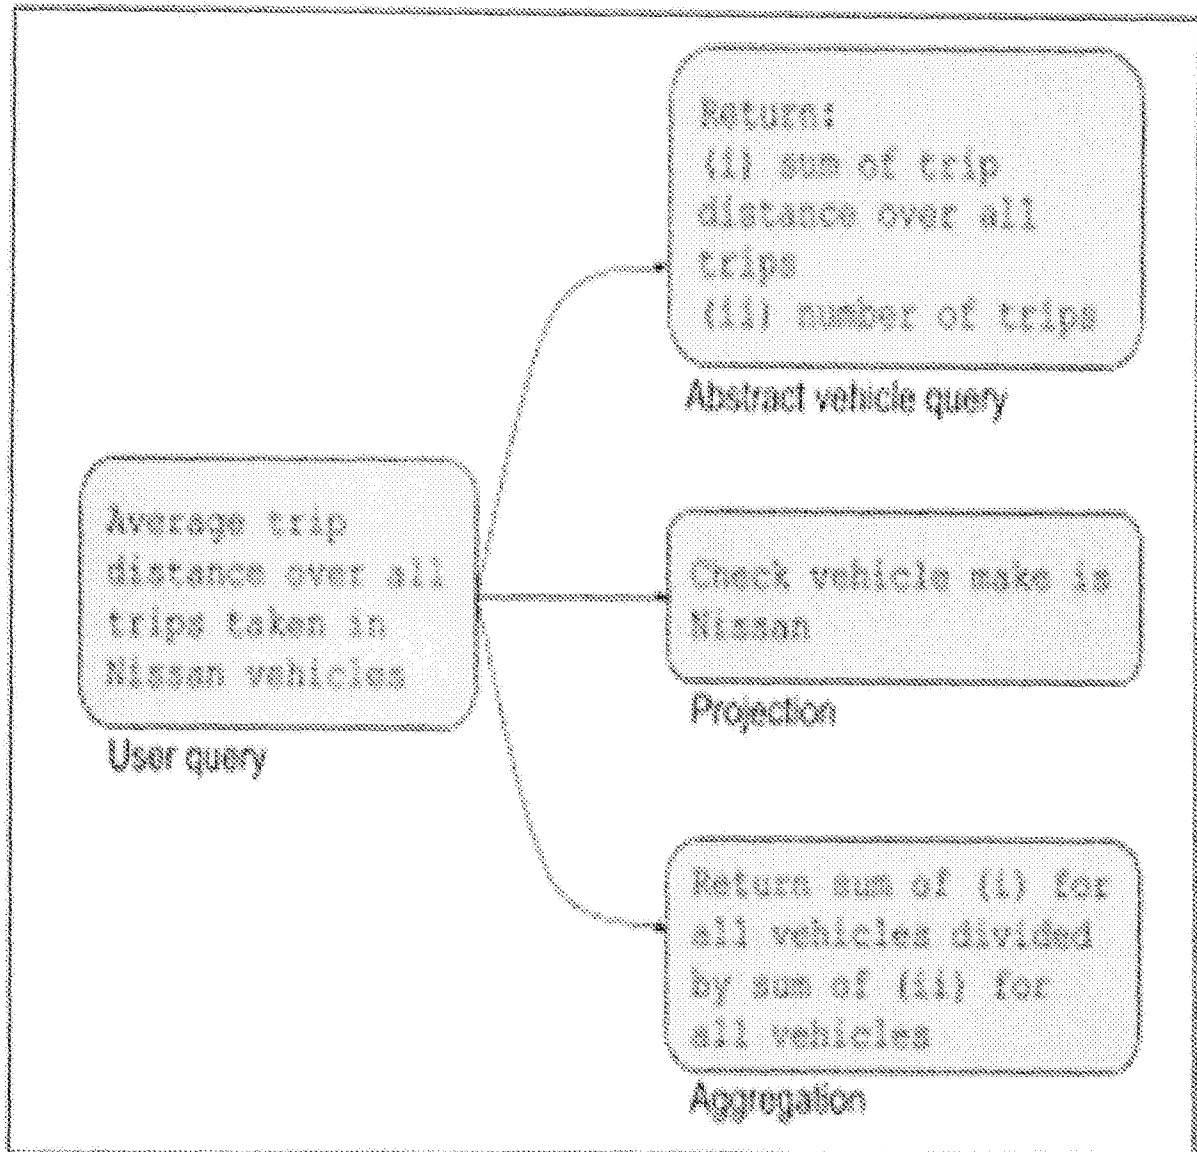 Return:
(i) sum of trip
distance over all
trips
(ii) number of trips
Abstract vehicle query
Average trip
distance over all
trips taken in
Nissan vehicles
User query
Check vehicle make is
Nissan
Projection
Return sum of (i) for
all vehicles divided
by sum of (ii) for
all vehicles
Aggregation